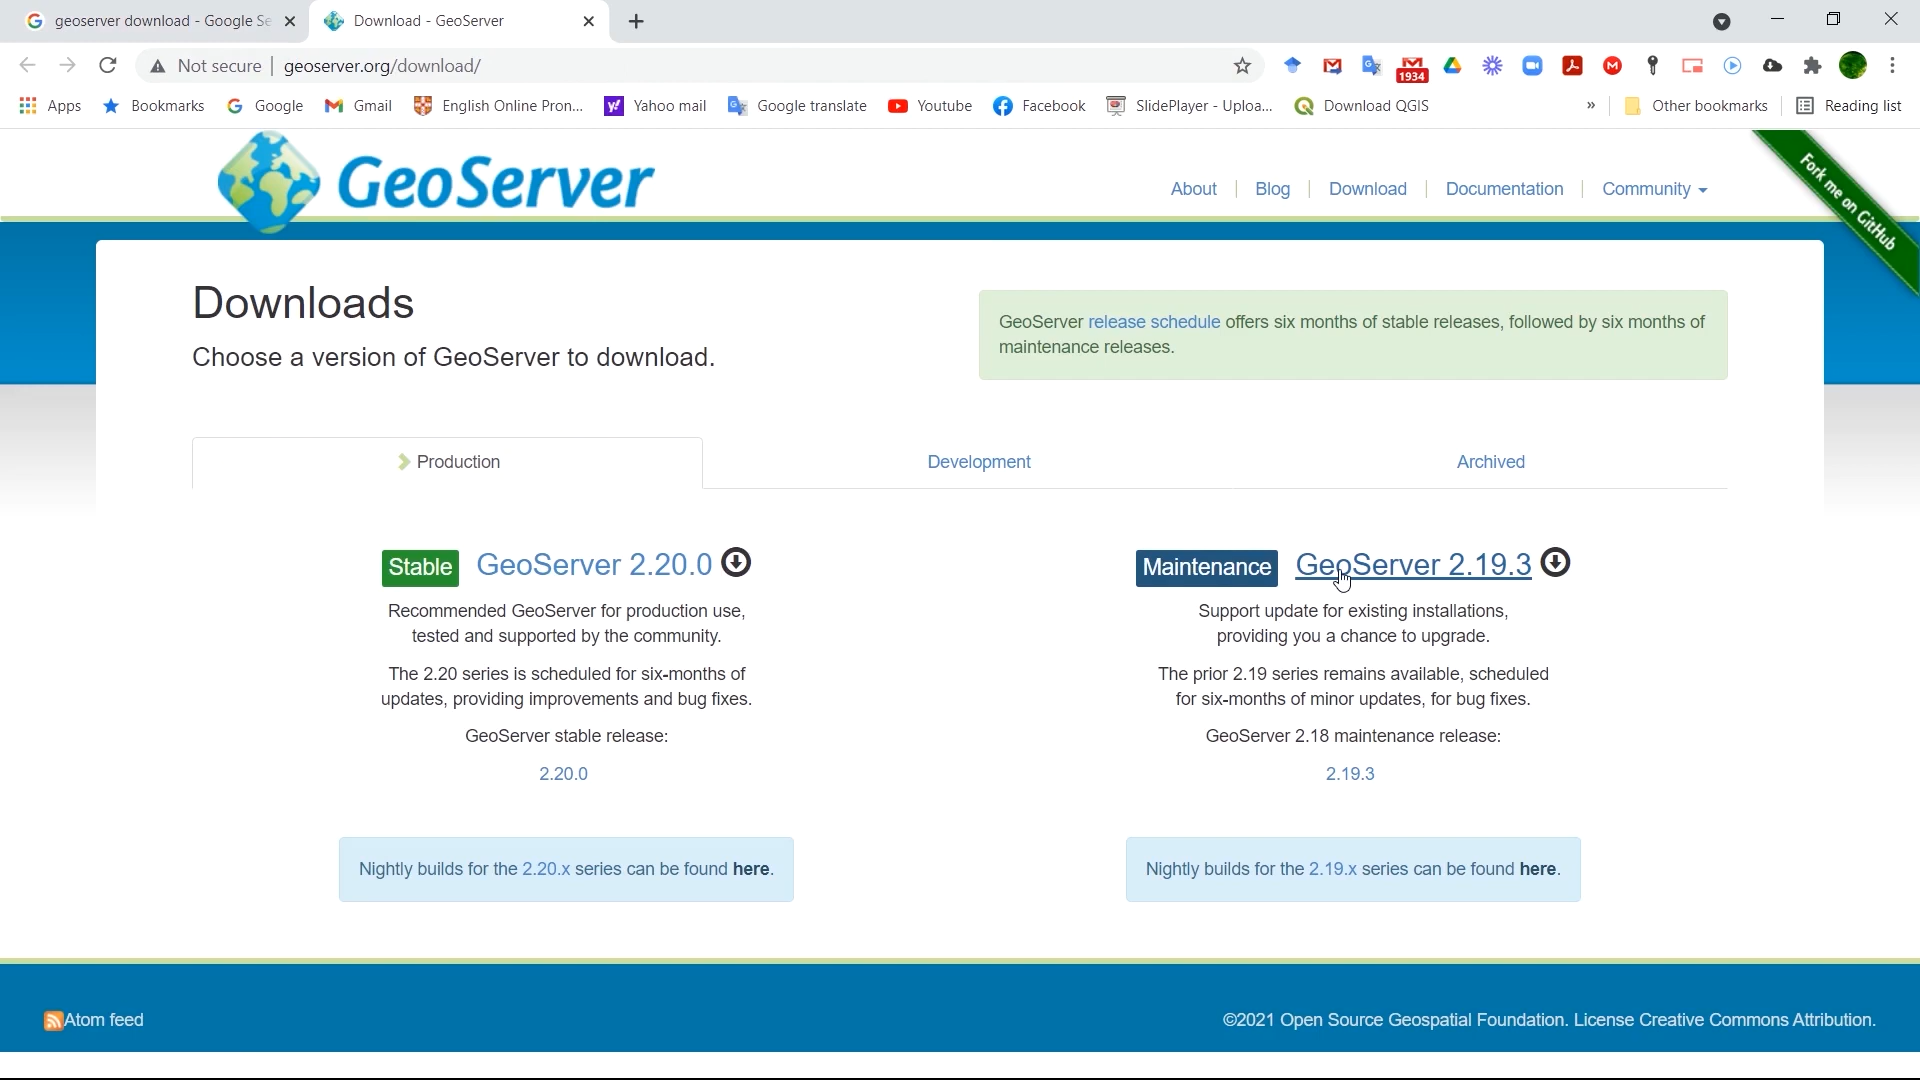 geoserver download - Google Se
Download - GeoServer
Not secure
geoserver.org/download/
1934
Apps
Bookmarks
Google
Gmail
English Online Pron...
Yahoo mail
Google translate
Youtube
Facebook
SlidePlayer - Uploa...
Download QGIS
»
Other bookmarks
Reading list
GeoServer
About
Blog
Download
Documentation
Community
Fork me on GitHub
Downloads
Choose a version of GeoServer to download.
GeoServer release schedule offers six months of stable releases, followed by six months of
maintenance releases.
Production
Development
Archived
Stable GeoServer 2.20.0
Recommended GeoServer for production use,
tested and supported by the community.
The 2.20 series is scheduled for six-months of
updates, providing improvements and bug fixes.
GeoServer stable release:
2.20.0
Nightly builds for the 2.20.x series can be found here.
Maintenance GeoServer 2.19.3
Support update for existing installations,
providing you a chance to upgrade.
The prior 2.19 series remains available, scheduled
for six-months of minor updates, for bug fixes.
GeoServer 2.18 maintenance release:
2.19.3
Nightly builds for the 2.19.x series can be found here.
Atom feed
©2021 Open Source Geospatial Foundation. License Creative Commons Attribution.